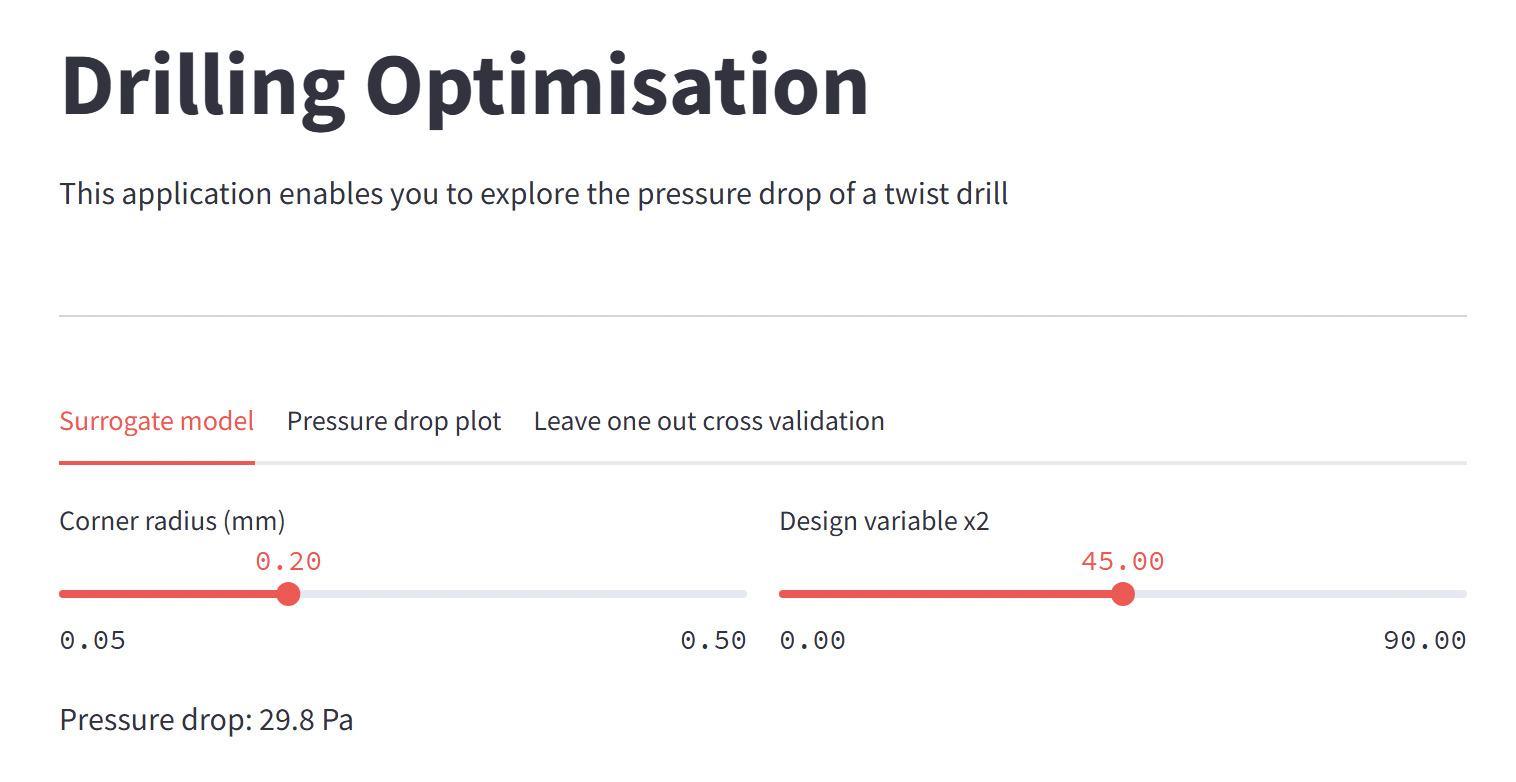 Drilling Optimisation
This application enables you to explore the pressure drop of a twist drill
Surrogate model Pressure drop plot Leave one out cross validation
Corner radius (mm) Design variable x2
0.20 45.00
0.05 0.50 0.00 90.00
Pressure drop: 29.8 Pa